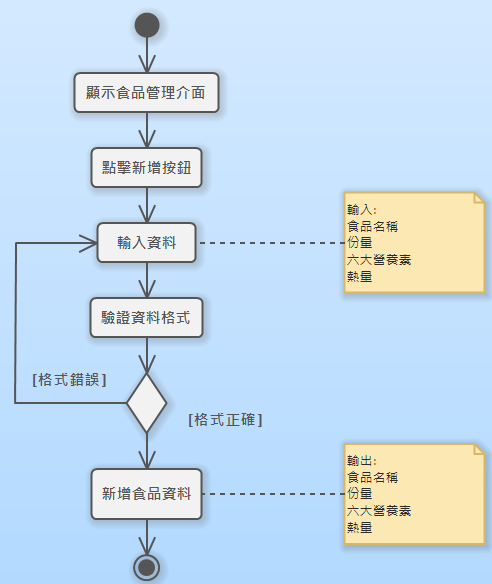 顯示食品管理介面
點擊新增按鈕
輸入資料
輸入:
食品名稱
份量
六大營養素
熱量
驗證資料格式
[格式錯誤]
[格式正確]
新增食品資料
輸出:
食品名稱
份量
六大營養素
熱量